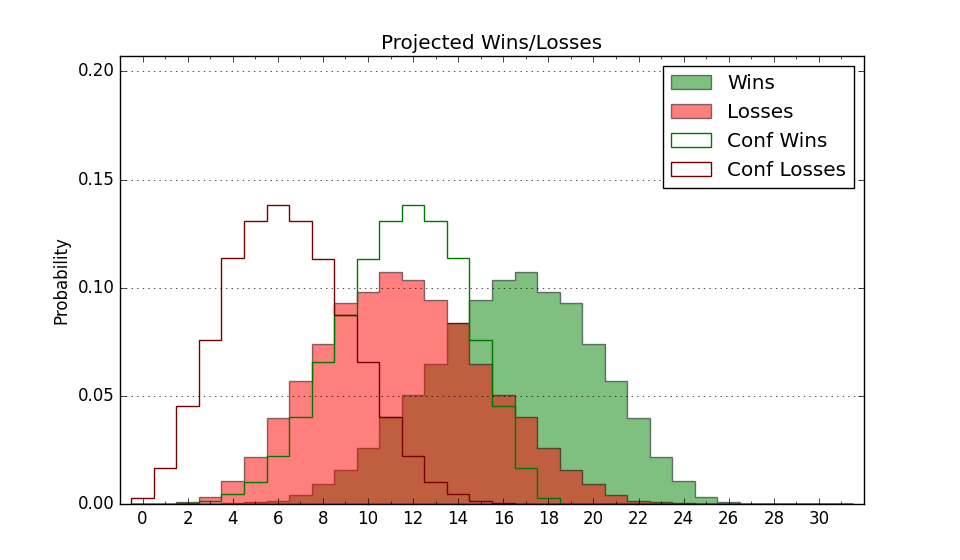 Projected Wins/Losses
0.20
0.15
0.10
0.05
0.00
Probability
Wins
Losses
Conf Wins
Conf Losses
0 2 4 6 8 10 12 14 16 18 20 22 24 26 28 30